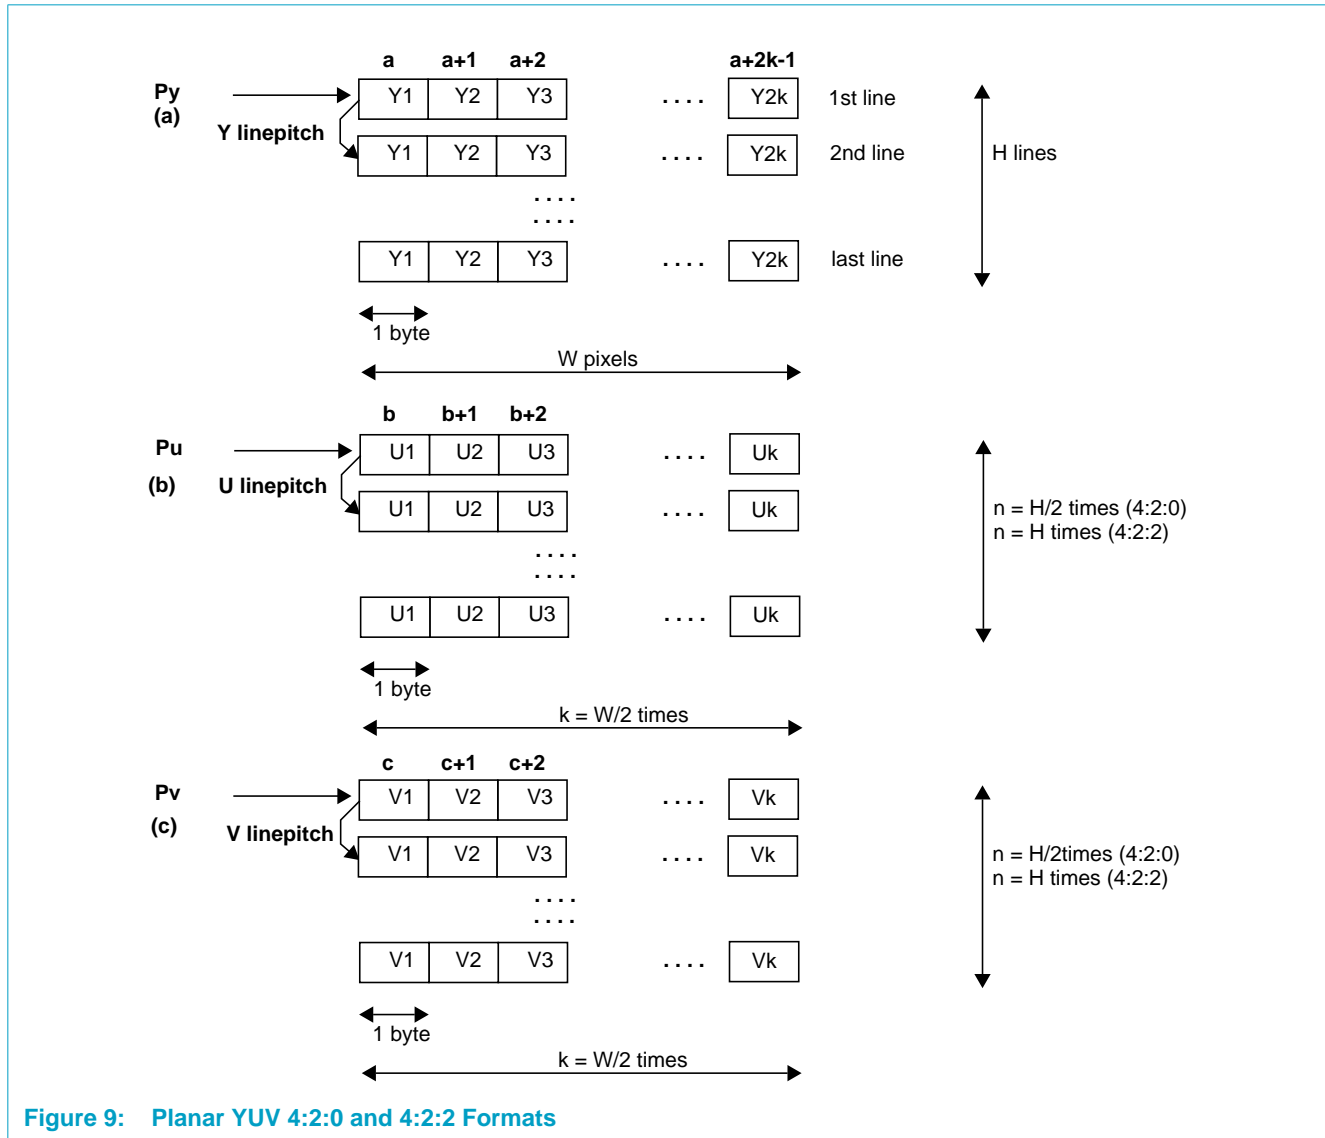 a a+1 a+2 a+2k-1
Py Y1 Y2 Y3 .... Y2k 1st line
(a)
Y linepitch
Y1 Y2 Y3 .... Y2k 2nd line H lines
....
....
Y1 Y2 Y3 .... Y2k last line
1 byte
W pixels
b b+1 b+2
Pu U1 U2 U3 .... Uk
(b) U linepitch
U1 U2 U3 .... Uk n = H/2 times (4:2:0)
n = H times (4:2:2)
....
....
U1 U2 U3 .... Uk
1 byte
k = W/2 times
c c+1 c+2
Pv V1 V2 V3 .... Vk
(c) V linepitch
V1 V2 V3 .... Vk n = H/2times (4:2:0)
n = H times (4:2:2)
....
....
V1 V2 V3 .... Vk
1 byte
k = W/2 times
Figure 9: Planar YUV 4:2:0 and 4:2:2 Formats